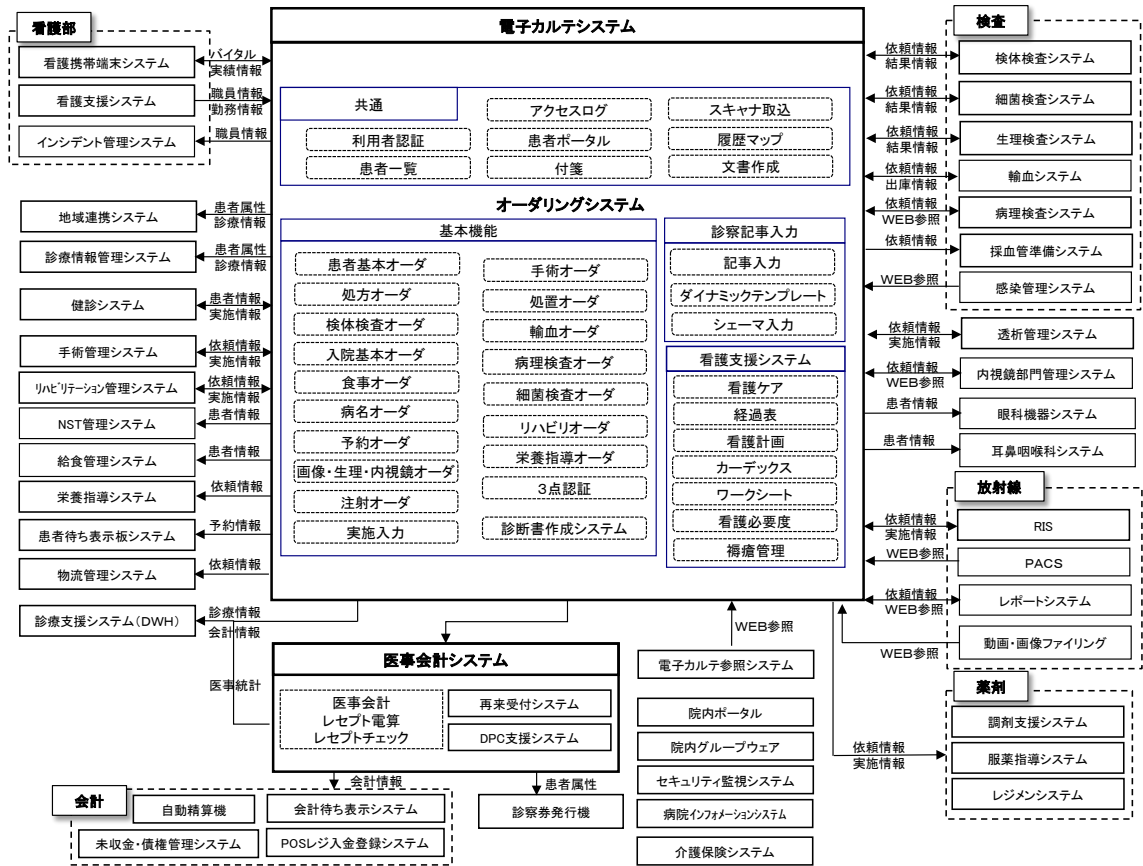 看護部
看護携帯端末システム
バイタル
実績情報
看護支援システム
職員情報
勤務情報
インシデント管理システム
職員情報
地域連携システム
患者属性
診療情報
診療情報管理システム
患者属性
診療情報
健診システム
患者情報
実施情報
手術管理システム
依頼情報
実施情報
ﾘﾊﾋﾞﾘﾃｰｼｮﾝ管理システム
依頼情報
実施情報
NST管理システム
患者情報
給食管理システム
患者情報
栄養指導システム
依頼情報
患者待ち表示板システム
予約情報
物流管理システム
依頼情報
診療支援システム(DWH)
診療情報
会計情報
医事統計
電子カルテシステム
共通
アクセスログ
スキャナ取込
利用者認証
患者ポータル
履歴マップ
患者一覧
付箋
文書作成
オーダリングシステム
基本機能
患者基本オーダ
処方オーダ
検体検査オーダ
入院基本オーダ
食事オーダ
病名オーダ
予約オーダ
画像・生理・内視鏡オーダ
注射オーダ
実施入力
手術オーダ
処置オーダ
輸血オーダ
病理検査オーダ
細菌検査オーダ
リハビリオーダ
栄養指導オーダ
3点認証
診断書作成システム
診察記事入力
記事入力
ダイナミックテンプレート
シェーマ入力
看護支援システム
看護ケア
経過表
看護計画
カーデックス
ワークシート
看護必要度
褥瘡管理
検査
依頼情報
結果情報
検体検査システム
依頼情報
結果情報
細菌検査システム
依頼情報
結果情報
生理検査システム
依頼情報
出庫情報
輸血システム
依頼情報
WEB参照
病理検査システム
依頼情報
採血管準備システム
WEB参照
感染管理システム
依頼情報
実施情報
透析管理システム
依頼情報
WEB参照
内視鏡部門管理システム
患者情報
眼科機器システム
患者情報
耳鼻咽喉科システム
放射線
依頼情報
実施情報
RIS
WEB参照
PACS
依頼情報
WEB参照
レポートシステム
WEB参照
動画・画像ファイリング
薬剤
依頼情報
実施情報
調剤支援システム
服薬指導システム
レジメンシステム
医事会計システム
医事会計
レセプト電算
レセプトチェック
再来受付システム
DPC支援システム
会計情報
患者属性
会計
自動精算機
会計待ち表示システム
未収金・債権管理システム
POSレジ入金登録システム
診察券発行機
WEB参照
電子カルテ参照システム
院内ポータル
院内グループウェア
セキュリティ監視システム
病院インフォメーションシステム
介護保険システム